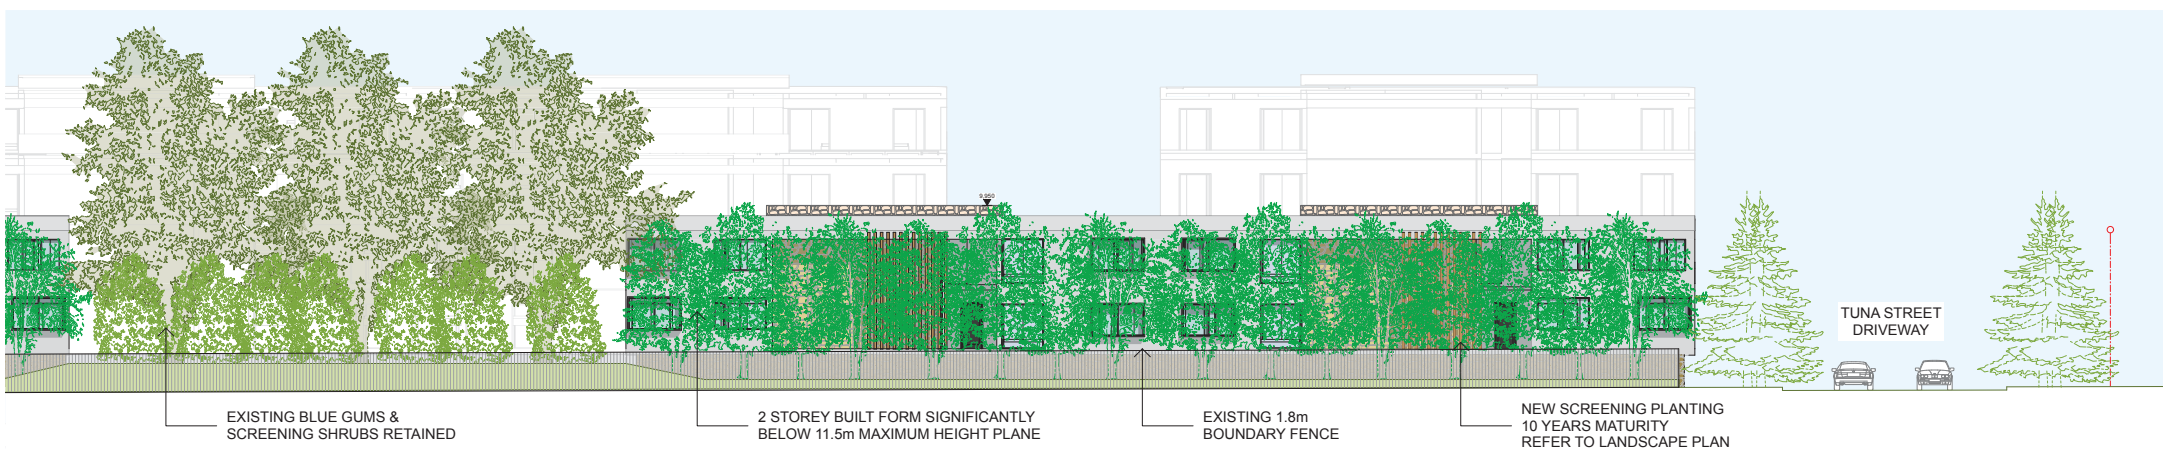 9.950
TUNA STREET
DRIVEWAY
EXISTING BLUE GUMS &
SCREENING SHRUBS RETAINED
2 STOREY BUILT FORM SIGNIFICANTLY
BELOW 11.5m MAXIMUM HEIGHT PLANE
EXISTING 1.8m
BOUNDARY FENCE
NEW SCREENING PLANTING
10 YEARS MATURITY
REFER TO LANDSCAPE PLAN